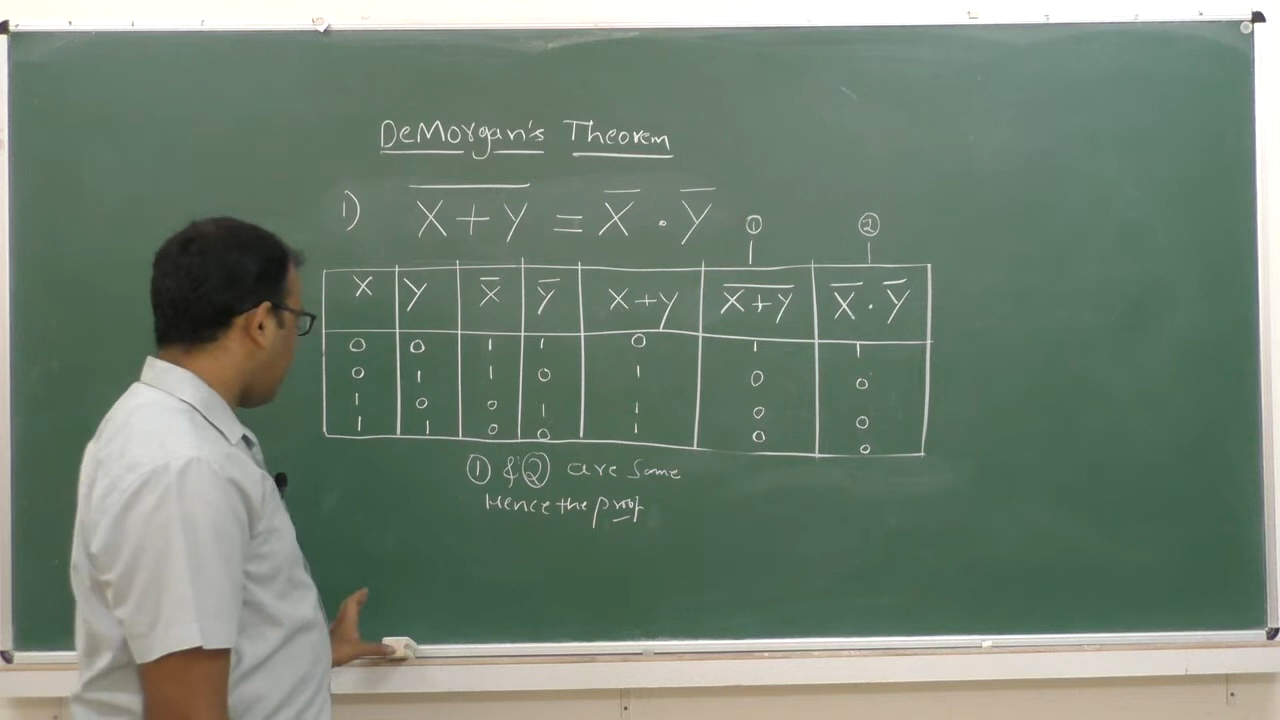 DeMorgan's Theorem
1) X̅+̅Y̅ = X̅ · Y̅
① ②
X Y X̅ Y̅ X+Y X̅+̅Y̅ X̅ · Y̅
0 0 1 1 0 1 1
0 1 1 0 1 0 0
1 0 0 1 1 0 0
1 1 0 0 1 0 0
① & ② are same
Hence the proof